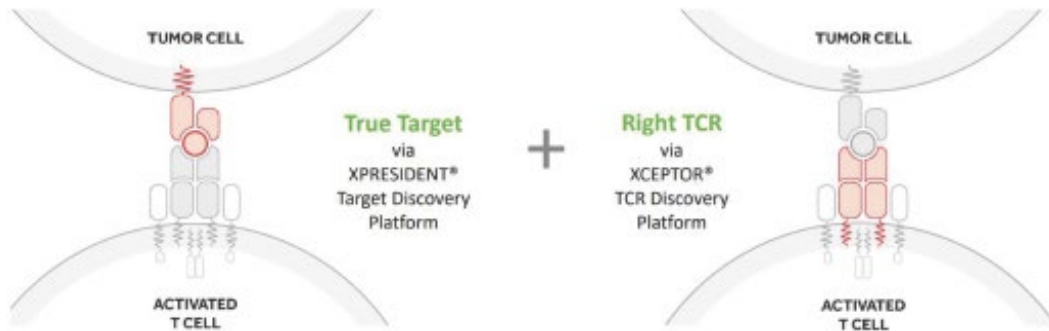 TUMOR CELL
True Target
via
XPRESIDENT®
Target Discovery
Platform
ACTIVATED
T CELL
+
Right TCR
via
XCEPTOR®
TCR Discovery
Platform
TUMOR CELL
ACTIVATED
T CELL